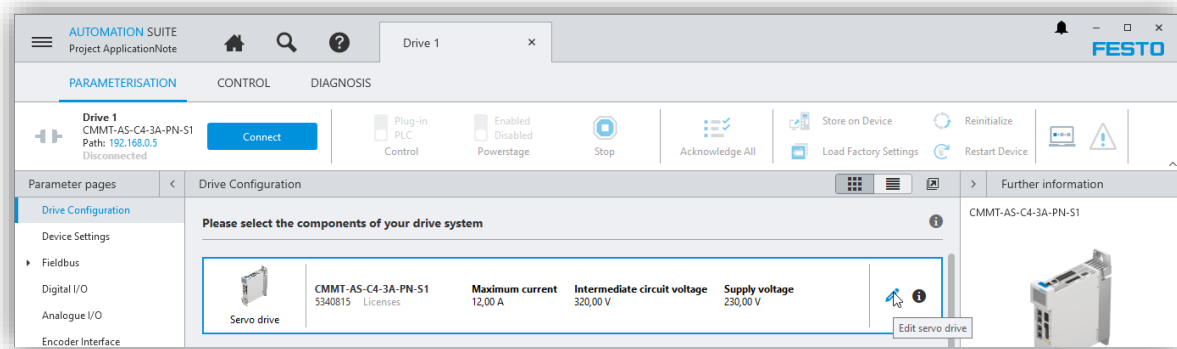 AUTOMATION SUITE
Project ApplicationNote
Drive 1
FESTO
PARAMETERISATION
CONTROL
DIAGNOSIS
Drive 1
CMMT-AS-C4-3A-PN-S1
Path: 192.168.0.5
Disconnected
Connect
Plug-in
PLC
Control
Enabled
Disabled
Powerstage
Stop
Acknowledge All
Store on Device
Load Factory Settings
Reinitialize
Restart Device
Parameter pages
Drive Configuration
Further information
Drive Configuration
Device Settings
Fieldbus
Digital I/O
Analogue I/O
Encoder Interface
Please select the components of your drive system
Servo drive
CMMT-AS-C4-3A-PN-S1
5340815 Licenses
Maximum current
12,00 A
Intermediate circuit voltage
320,00 V
Supply voltage
230,00 V
Edit servo drive
CMMT-AS-C4-3A-PN-S1